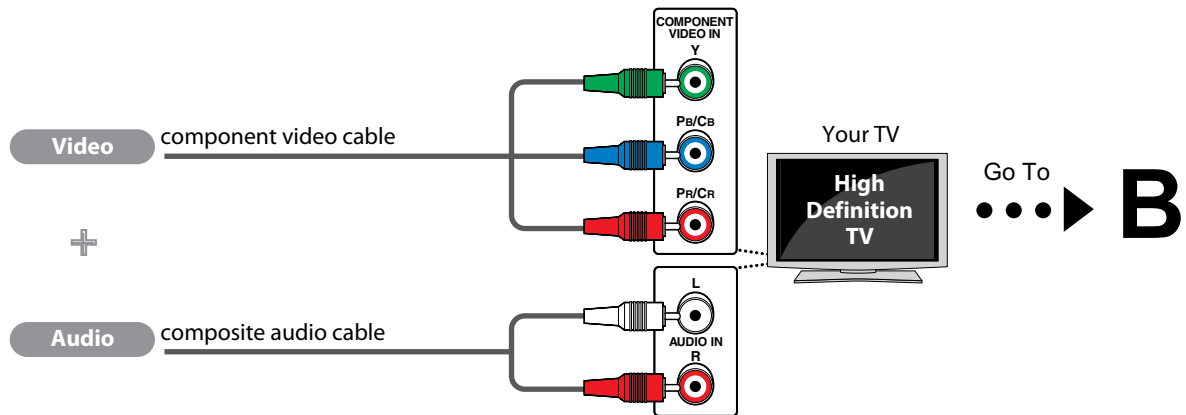 COMPONENT
VIDEO IN
Y
PB/CB
PR/CR
Video
component video cable
Your TV
High
Definition
TV
Go To
B
+
Audio
composite audio cable
L
AUDIO IN
R